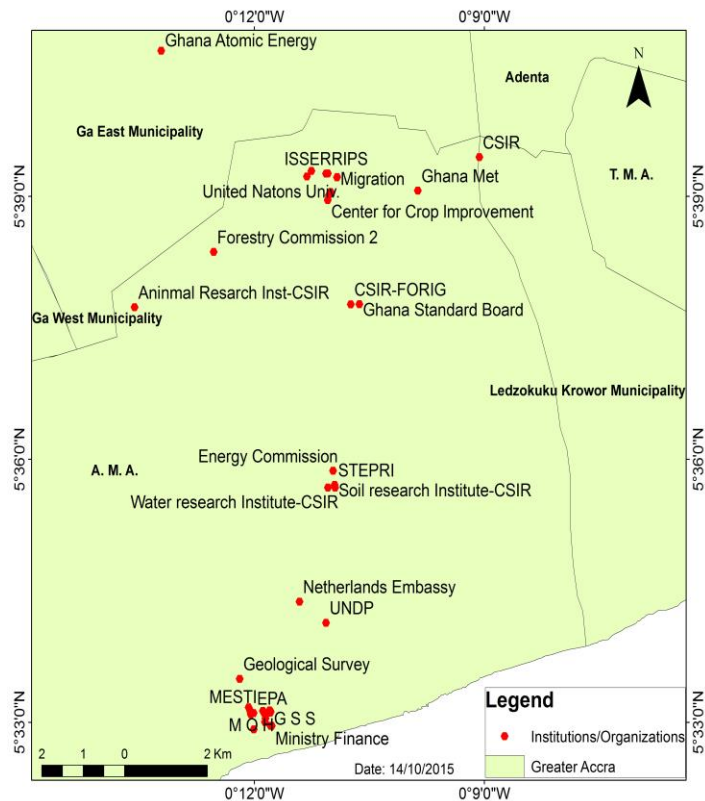 0°12'0"W 0°9'0"W
Ghana Atomic Energy
N
Adenta
Ga East Municipality
CSIR
ISSERRIPS
T. M. A.
Migration
Ghana Met
United Natons Univ.
5°39'0"N 5°39'0"N
Center for Crop Improvement
Forestry Commission 2
Aninmal Resarch Inst-CSIR
CSIR-FORIG
Ghana Standard Board
Ga West Municipality
Ledzokuku Krowor Municipality
Energy Commission
5°36'0"N 5°36'0"N
A. M. A.
STEPRI
Soil research Institute-CSIR
Water research Institute-CSIR
Netherlands Embassy
UNDP
Geological Survey
MESTIEPA
Legend
G S S
M O H
5°33'0"N 5°33'0"N
Ministry Finance
Institutions/Organizations
2 1 0 2 Km
Date: 14/10/2015
Greater Accra
0°12'0"W 0°9'0"W